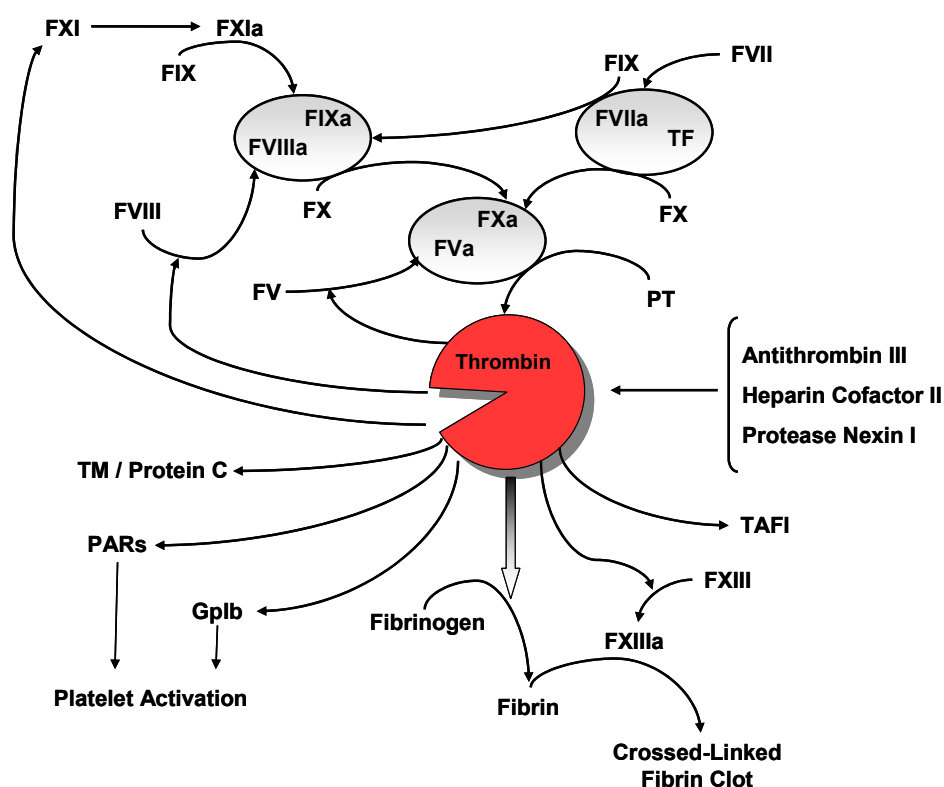 FXI
FXIa
FIX
FIX
FVII
FIXa
FVIIIa
FVIIa
TF
FVIII
FX
FX
FXa
FVa
FV
PT
Thrombin
Antithrombin III
Heparin Cofactor II
Protease Nexin I
TM / Protein C
TAFI
PARs
FXIII
GpIb
Fibrinogen
FXIIIa
Platelet Activation
Fibrin
Crossed-Linked
Fibrin Clot